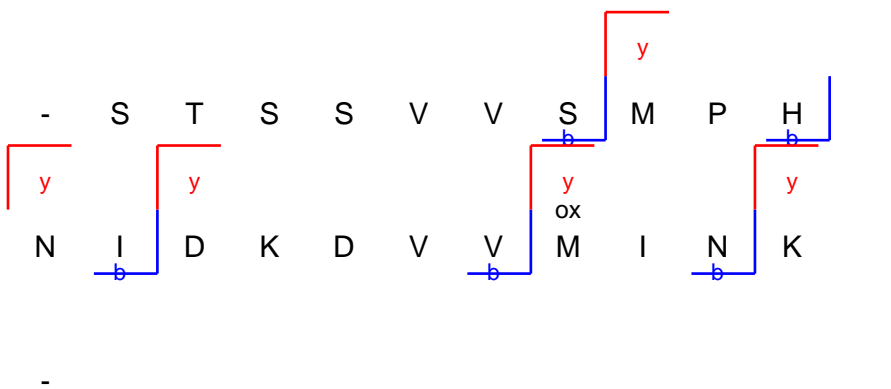 y
- S T S S V V S M P H
b b
y y y y
ox
N I D K D V V M I N K
b b b
-